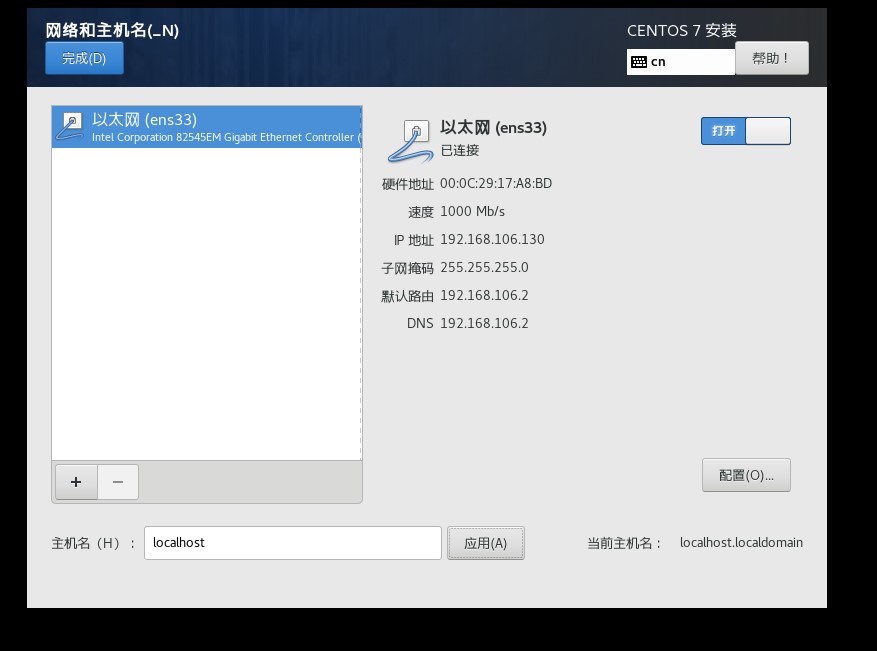 网络和主机名(_N)
CENTOS 7 安装
完成(D)
cn
帮助！
以太网 (ens33)
Intel Corporation 82545EM Gigabit Ethernet Controller (
以太网 (ens33)
已连接
打开
硬件地址 00:0C:29:17:A8:BD
速度 1000 Mb/s
IP 地址 192.168.106.130
子网掩码 255.255.255.0
默认路由 192.168.106.2
DNS 192.168.106.2
+ −
配置(O)...
主机名（H）： localhost 应用(A) 当前主机名： localhost.localdomain